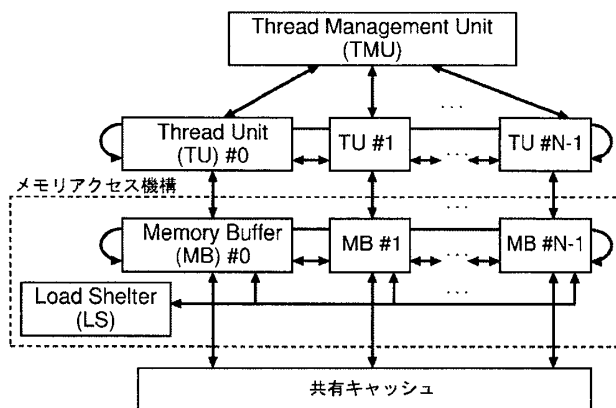 Thread Management Unit
(TMU)
. . .
Thread Unit
(TU) #0
TU #1
. . .
TU #N-1
メモリアクセス機構
. . .
Memory Buffer
(MB) #0
MB #1
. . .
MB #N-1
Load Shelter
(LS)
. . .
共有キャッシュ